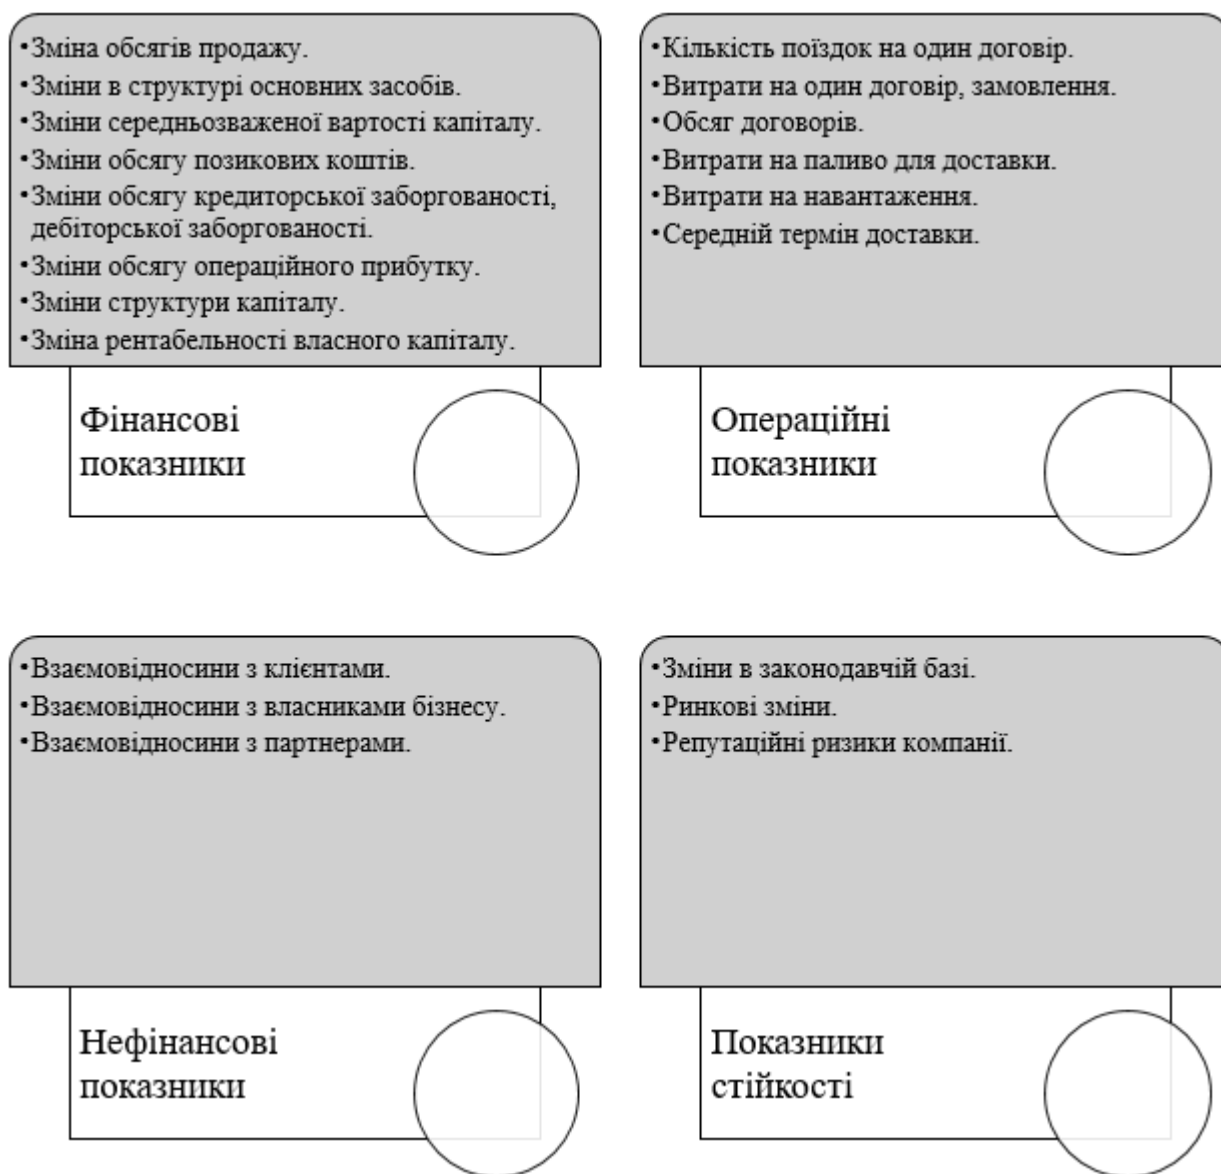 •Зміна обсягів продажу.
•Зміни в структурі основних засобів.
•Зміни середньозваженої вартості капіталу.
•Зміни обсягу позикових коштів.
•Зміни обсягу кредиторської заборгованості,
дебіторської заборгованості.
•Зміни обсягу операційного прибутку.
•Зміни структури капіталу.
•Зміна рентабельності власного капіталу.
Фінансові
показники
•Кількість поїздок на один договір.
•Витрати на один договір, замовлення.
•Обсяг договорів.
•Витрати на паливо для доставки.
•Витрати на навантаження.
•Середній термін доставки.
Операційні
показники
•Взаємовідносини з клієнтами.
•Взаємовідносини з власниками бізнесу.
•Взаємовідносини з партнерами.
Нефінансові
показники
•Зміни в законодавчій базі.
•Ринкові зміни.
•Репутаційні ризики компанії.
Показники
стійкості